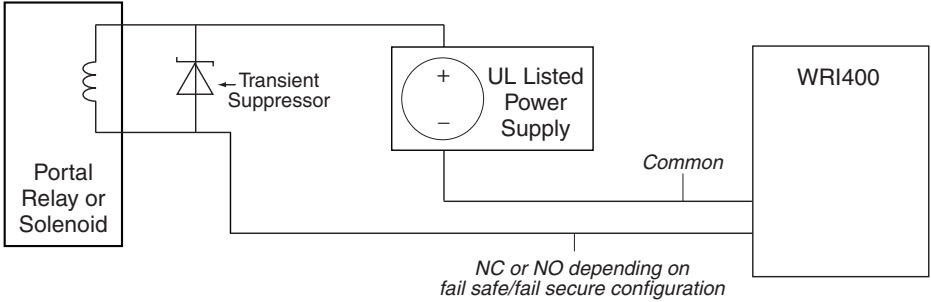 Transient
Suppressor
+
−
UL Listed
Power
Supply
WRI400
Portal
Relay or
Solenoid
Common
NC or NO depending on
fail safe/fail secure configuration